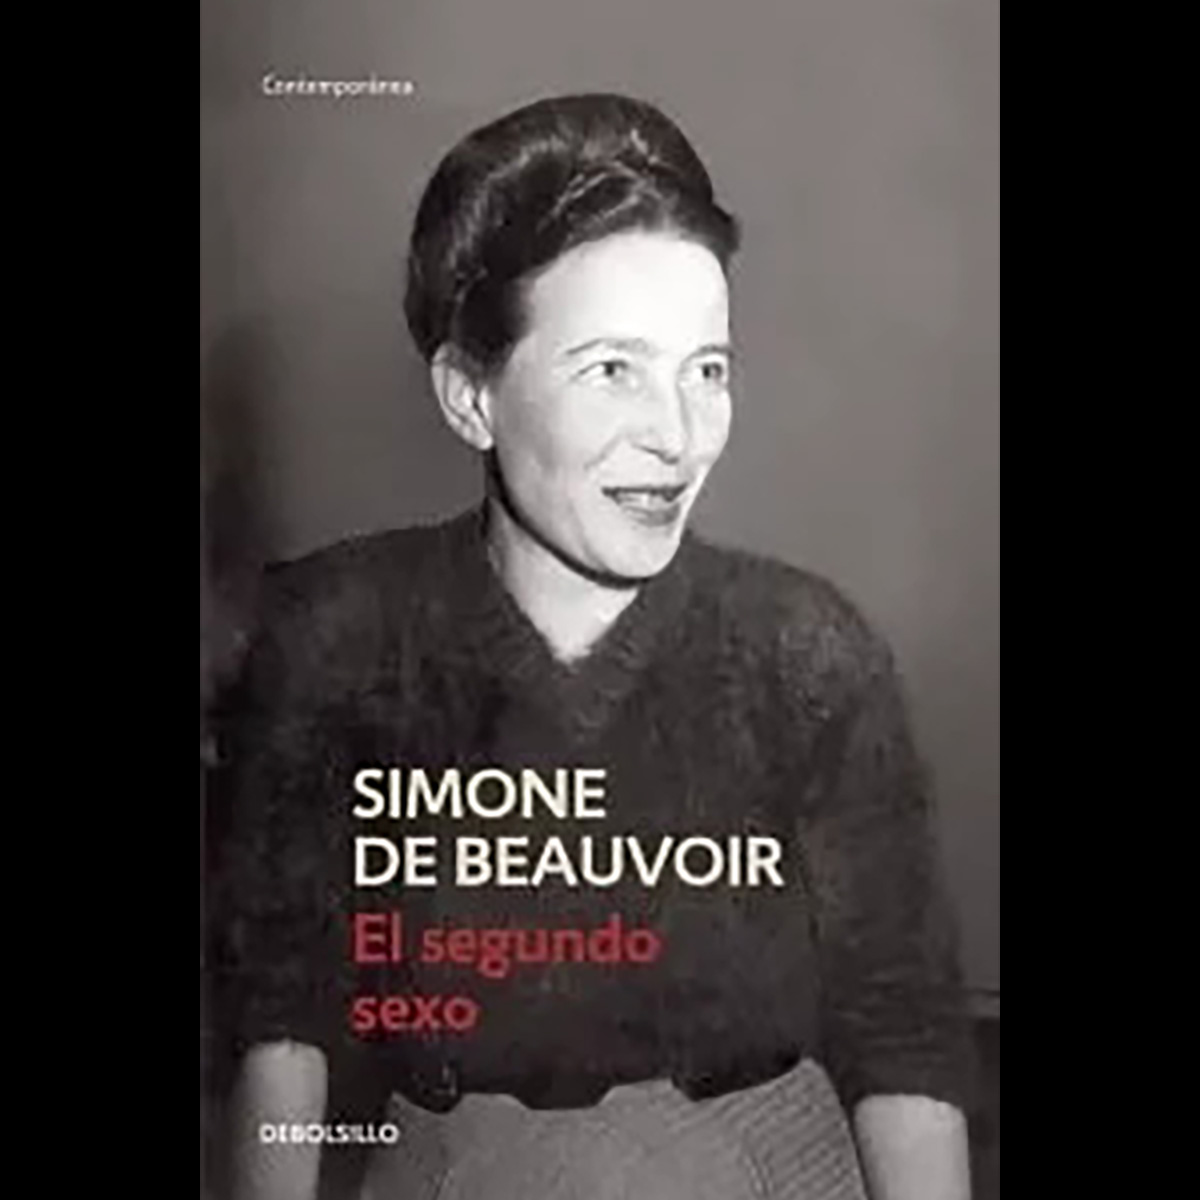 Contemporánea
SIMONE
DE BEAUVOIR
El segundo
sexo
DEBOLSILLO